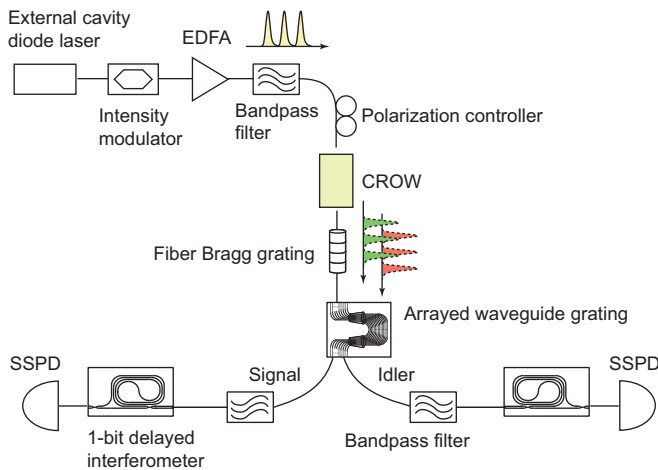 External cavity
diode laser
EDFA
Intensity
modulator
Bandpass
filter
Polarization controller
CROW
Fiber Bragg grating
Arrayed waveguide grating
SSPD
Signal
Idler
SSPD
1-bit delayed
interferometer
Bandpass filter